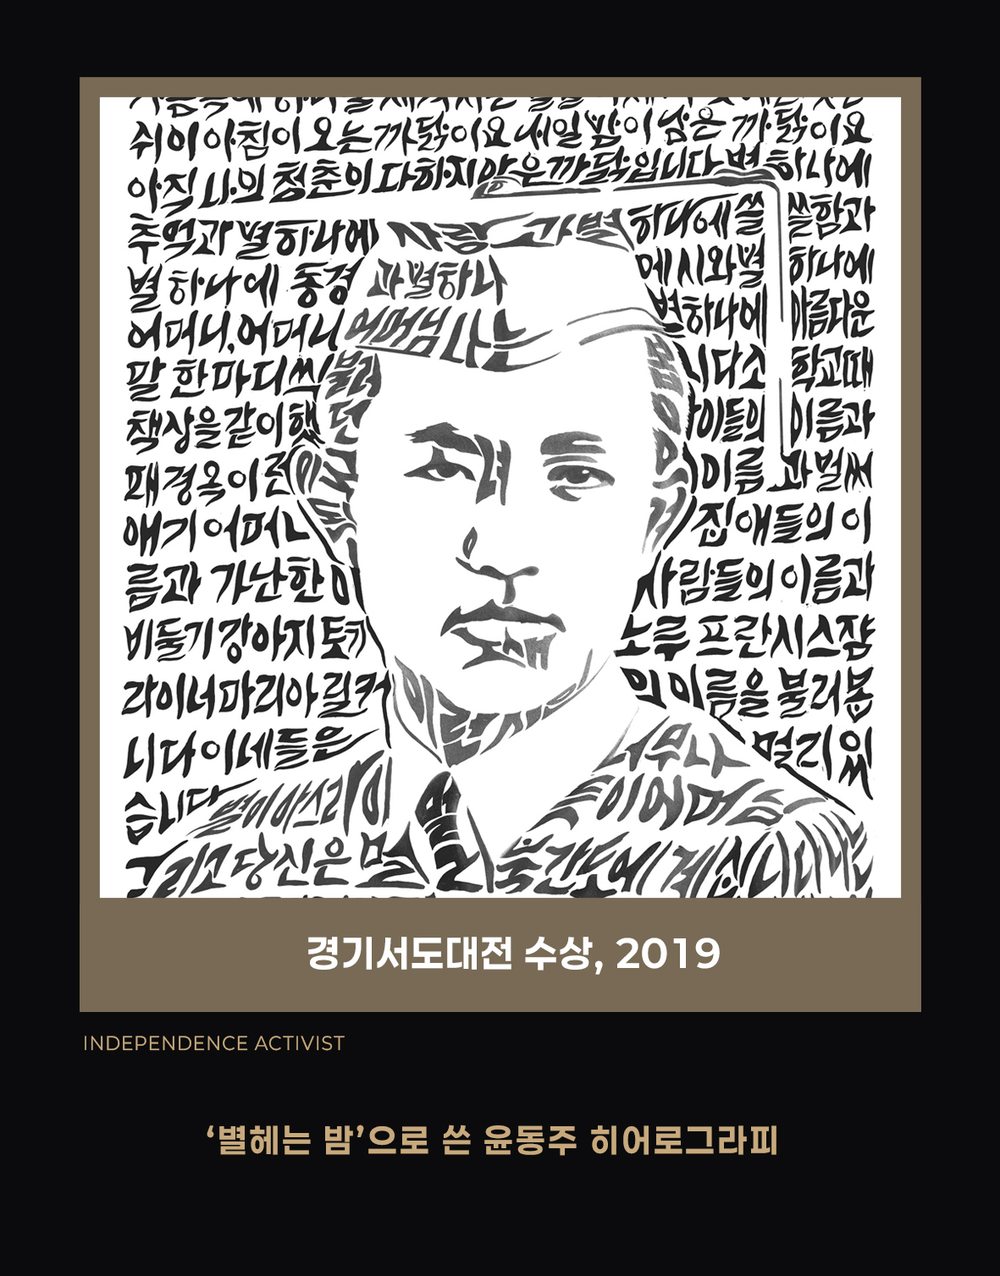 쉬이 아침이 오는 까닭이요 내일 밤이 남은 까닭이요
아직 나의 청춘이 다하지 않은 까닭입니다 별 하나에
추억과 별 하나에 사랑과 별 하나에 쓸 쓸함과
별 하나에 동경 과 별 하나 에 시와 별 하나에
어머니, 어머니 어머님 나는 별 하나에 아름다운
말 한마디씩 불러 봅 니다 소 학교때
책상을 같이 했 던 아이들의 이름과
패 경 옥 이런 소녀 이름 과 벌써
애기 어머니 집 애들의 이
름과 가난한 이 사람들의 이름과
비둘기 강아지 토끼 노새 노루 프란시스 쟘
라이너 마리아 릴케 이런 시인 의 이름을 불러 봅
니다 이네들은 너무나 멀리 있
습니다 별이 아스라이 멀 이 어머님
그리고 당신은 멀리 북간도에 계십니다 나는
경기서도대전 수상, 2019
INDEPENDENCE ACTIVIST
‘별헤는 밤’으로 쓴 윤동주 히어로그라피